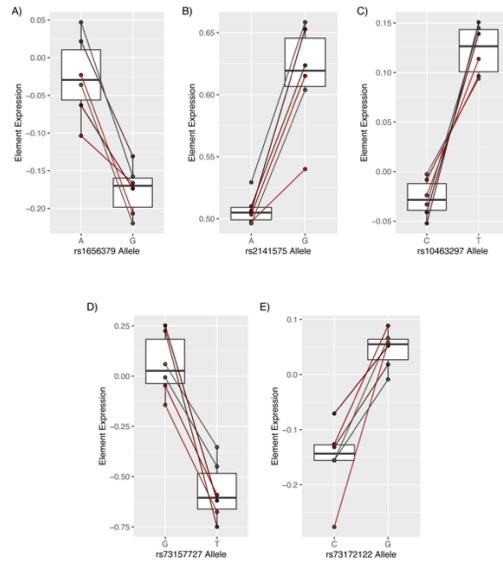 A)
Element Expression
0.05
0.00
-0.05
-0.10
-0.15
-0.20
A G
rs1656379 Allele
B)
Element Expression
0.65
0.60
0.55
0.50
A G
rs2141575 Allele
C)
Element Expression
0.15
0.10
0.05
0.00
-0.05
C T
rs10463297 Allele
D)
Element Expression
0.25
0.00
-0.25
-0.50
-0.75
G T
rs73157727 Allele
E)
Element Expression
0.1
0.0
-0.1
-0.2
C G
rs73172122 Allele